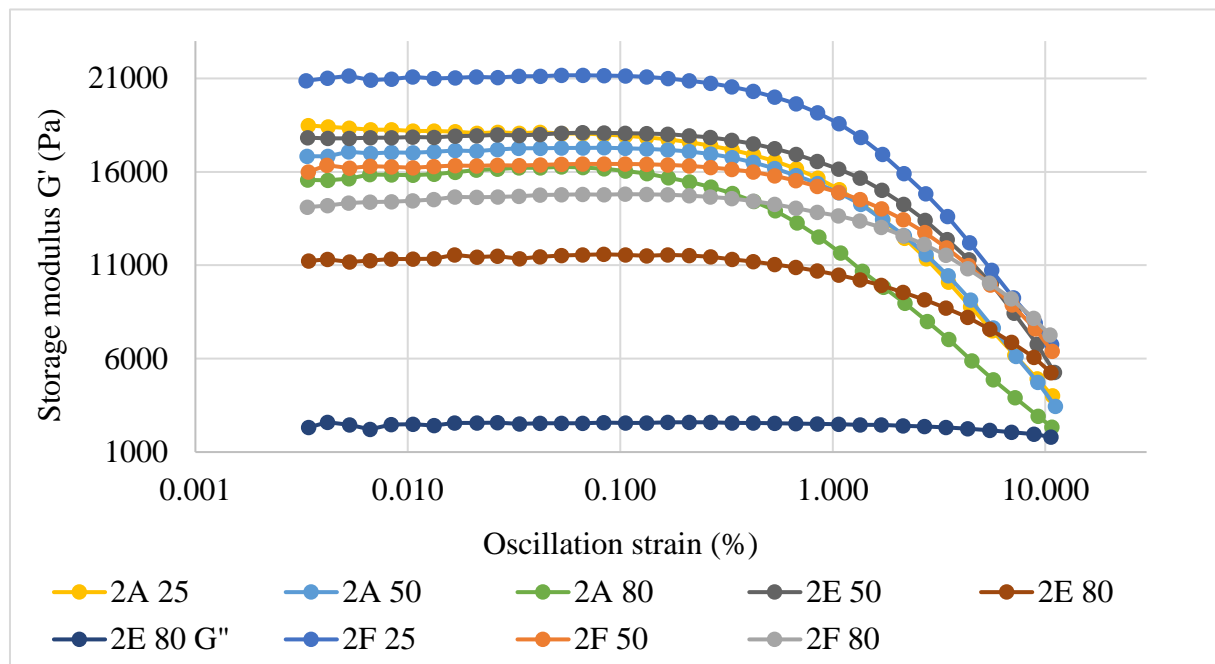 Storage modulus G' (Pa)
21000
16000
11000
6000
1000
0.001 0.010 0.100 1.000 10.000
Oscillation strain (%)
2A 25 2A 50 2A 80 2E 50 2E 80
2E 80 G" 2F 25 2F 50 2F 80